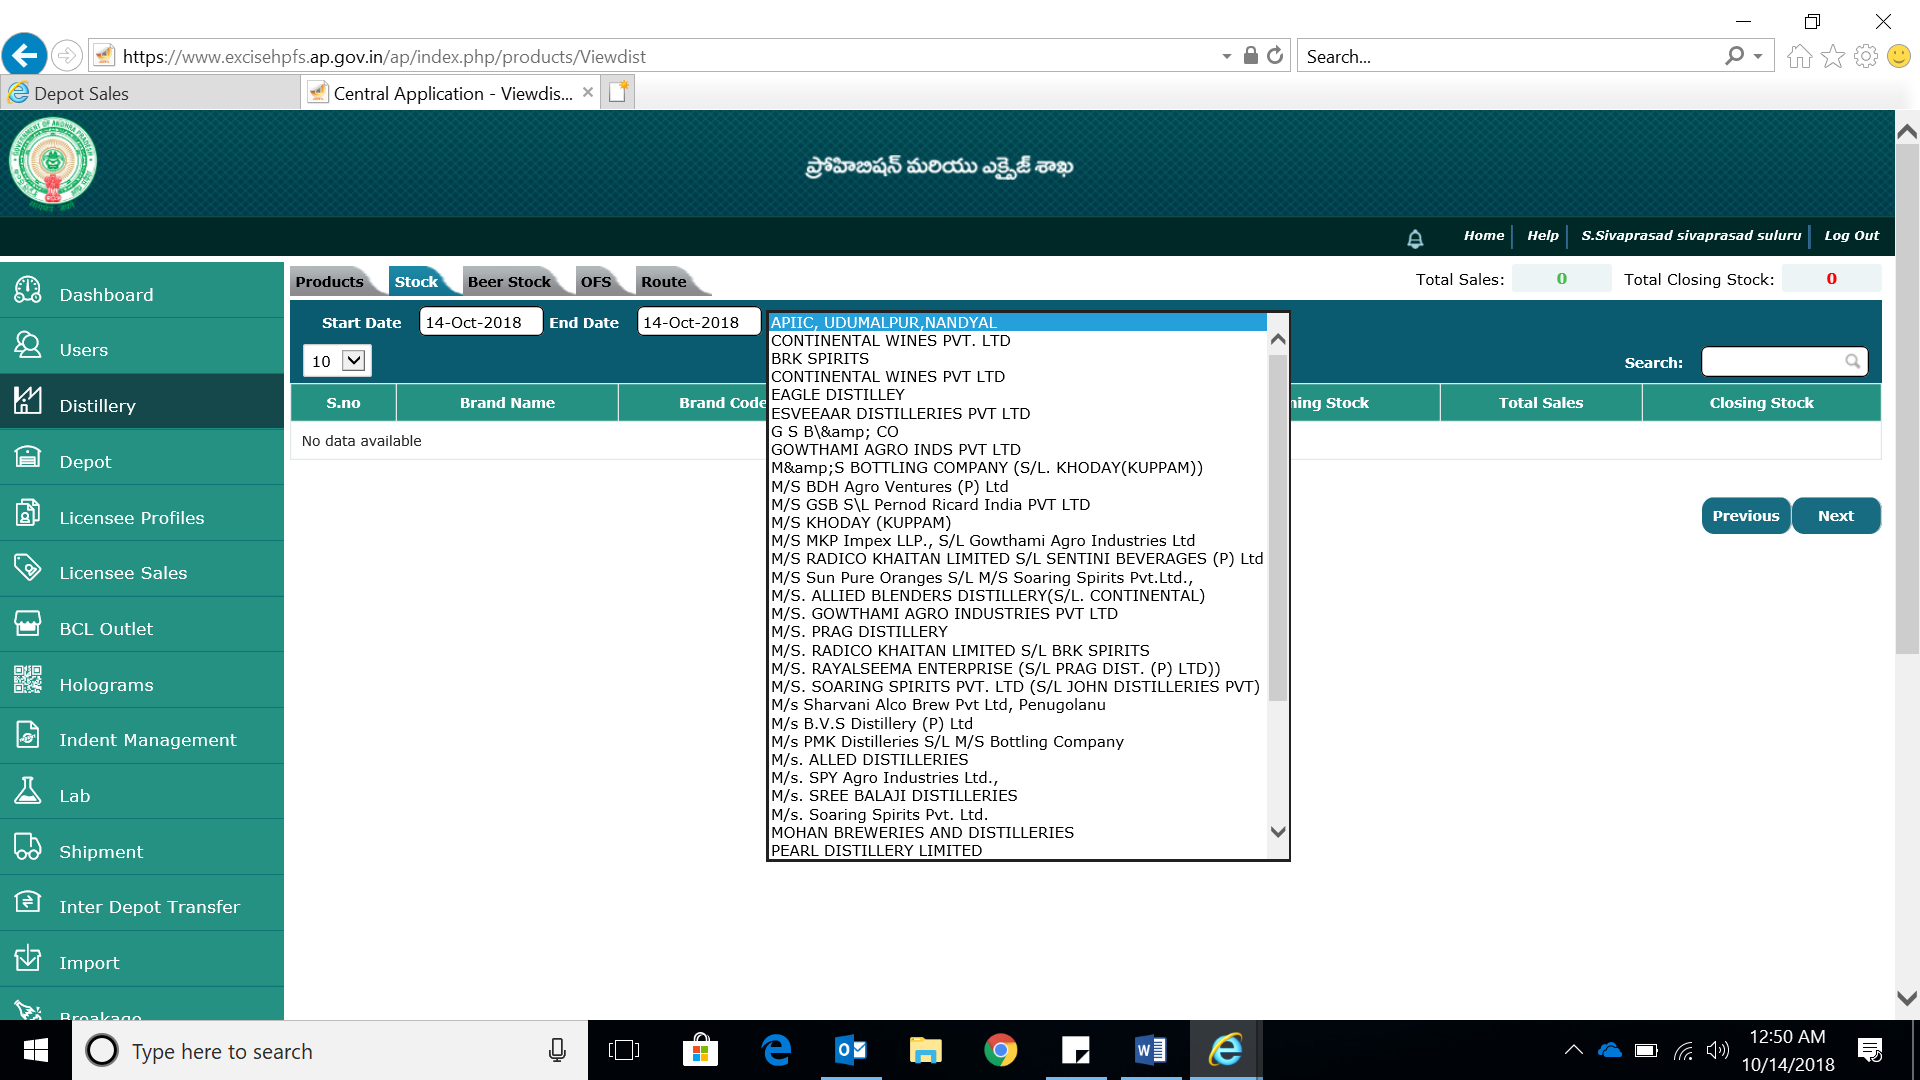 https://www.excisehpfs.ap.gov.in/ap/index.php/products/Viewdist
Search...
Depot Sales
Central Application - Viewdis...
ప్రోహిబిషన్ మరియు ఎక్సైజ్ శాఖ
Home
Help
S.Sivaprasad sivaprasad suluru
Log Out
Dashboard
Users
Distillery
Depot
Licensee Profiles
Licensee Sales
BCL Outlet
Holograms
Indent Management
Lab
Shipment
Inter Depot Transfer
Import
Breakage
Products
Stock
Beer Stock
OFS
Route
Total Sales: 0
Total Closing Stock: 0
Start Date 14-Oct-2018 End Date 14-Oct-2018
10
Search:
S.no
Brand Name
Brand Code
ning Stock
Total Sales
Closing Stock
No data available
APIIC, UDUMALPUR,NANDYAL
CONTINENTAL WINES PVT. LTD
BRK SPIRITS
CONTINENTAL WINES PVT LTD
EAGLE DISTILLEY
ESVEEAAR DISTILLERIES PVT LTD
G S B\&amp; CO
GOWTHAMI AGRO INDS PVT LTD
M&amp;S BOTTLING COMPANY (S/L. KHODAY(KUPPAM))
M/S BDH Agro Ventures (P) Ltd
M/S GSB S\L Pernod Ricard India PVT LTD
M/S KHODAY (KUPPAM)
M/S MKP Impex LLP., S/L Gowthami Agro Industries Ltd
M/S RADICO KHAITAN LIMITED S/L SENTINI BEVERAGES (P) Ltd
M/S Sun Pure Oranges S/L M/S Soaring Spirits Pvt.Ltd.,
M/S. ALLIED BLENDERS DISTILLERY(S/L. CONTINENTAL)
M/S. GOWTHAMI AGRO INDUSTRIES PVT LTD
M/S. PRAG DISTILLERY
M/S. RADICO KHAITAN LIMITED S/L BRK SPIRITS
M/S. RAYALSEEMA ENTERPRISE (S/L PRAG DIST. (P) LTD))
M/S. SOARING SPIRITS PVT. LTD (S/L JOHN DISTILLERIES PVT)
M/s Sharvani Alco Brew Pvt Ltd, Penugolanu
M/s B.V.S Distillery (P) Ltd
M/s PMK Distilleries S/L M/S Bottling Company
M/s. ALLED DISTILLERIES
M/s. SPY Agro Industries Ltd.,
M/s. SREE BALAJI DISTILLERIES
M/s. Soaring Spirits Pvt. Ltd.
MOHAN BREWERIES AND DISTILLERIES
PEARL DISTILLERY LIMITED
Previous
Next
Type here to search
12:50 AM
10/14/2018